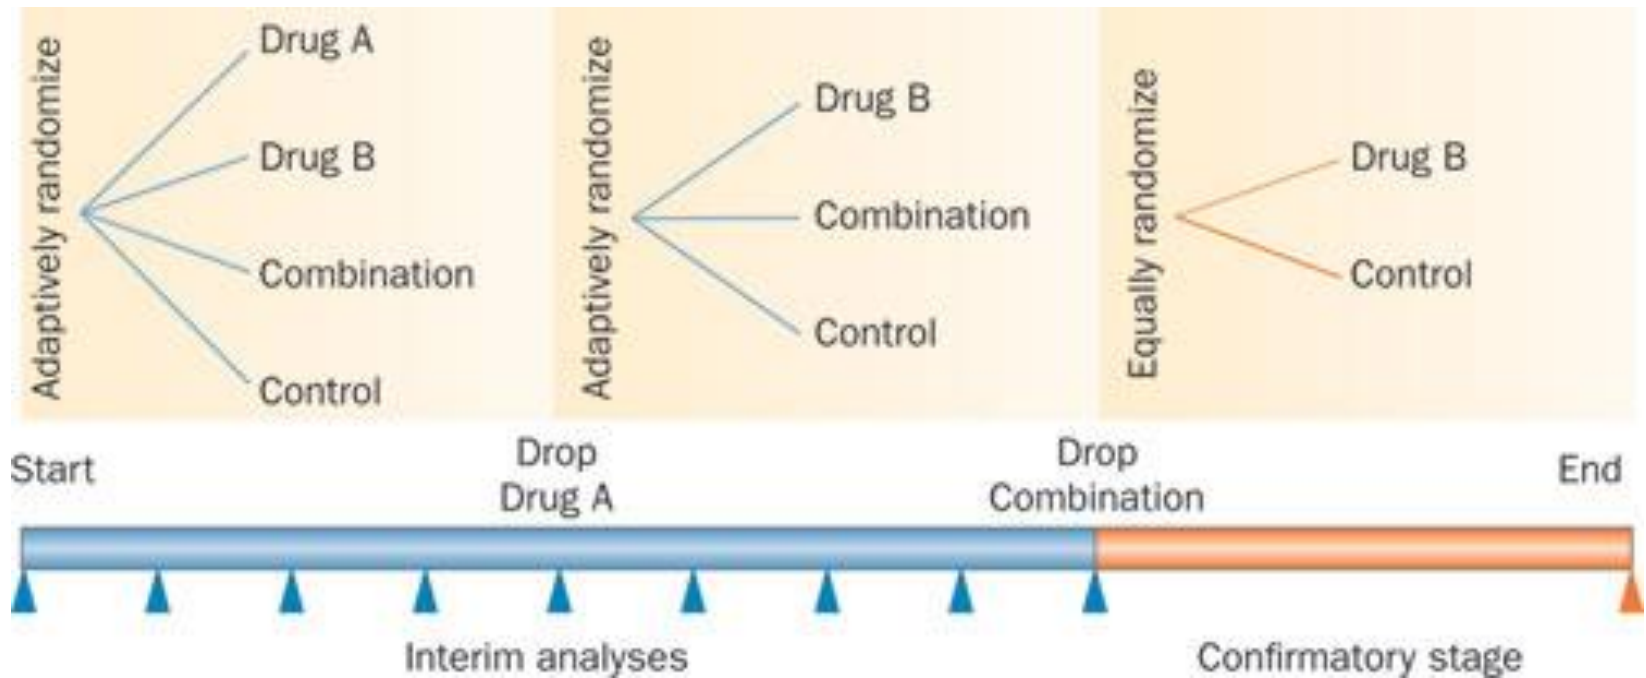 Adaptively randomize
Drug A
Drug B
Combination
Control
Adaptively randomize
Drug B
Combination
Control
Equally randomize
Drug B
Control
Start
Drop
Drug A
Drop
Combination
End
Interim analyses
Confirmatory stage